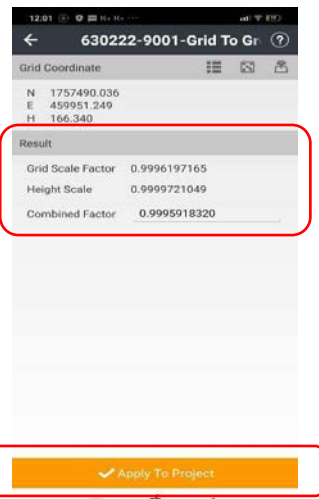 12:01
630222-9001-Grid To Gr
Grid Coordinate
N 1757490.036
E 459951.249
H 166.340
Result
Grid Scale Factor 0.9996197165
Height Scale 0.9999721049
Combined Factor 0.9995918320
Apply To Project